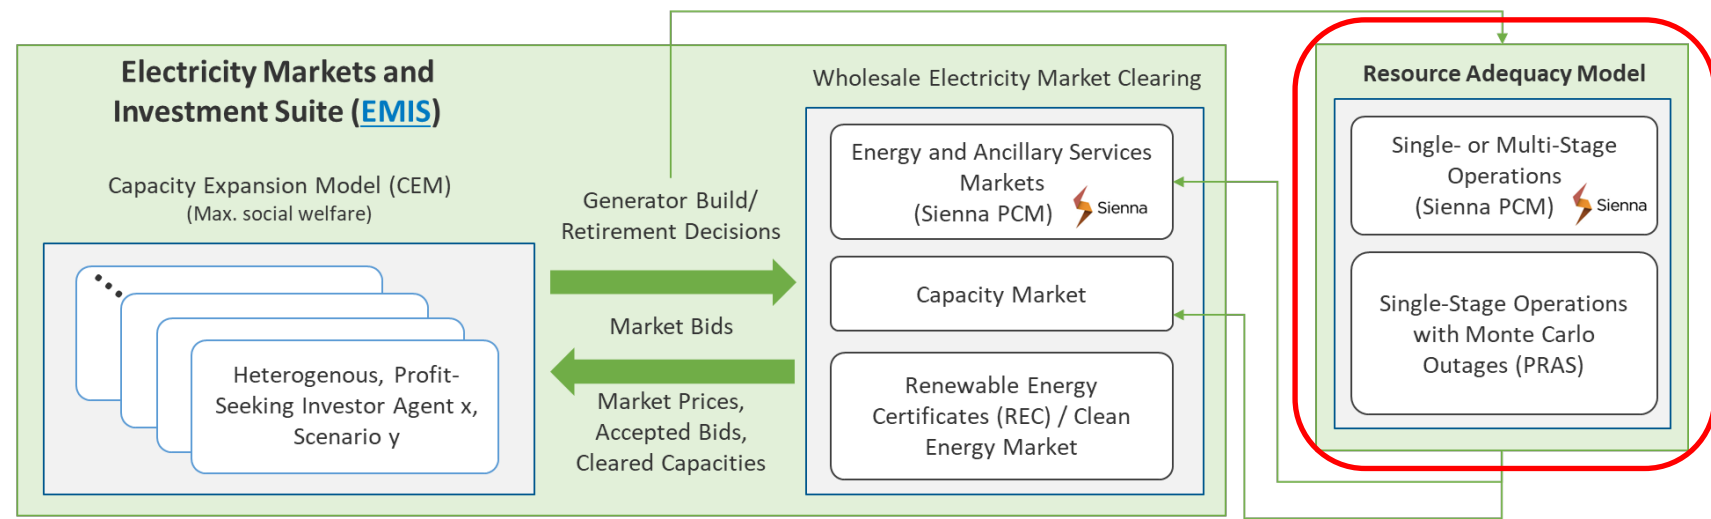 Electricity Markets and
Investment Suite (EMIS)
Capacity Expansion Model (CEM)
(Max. social welfare)
Heterogenous, Profit-
Seeking Investor Agent x,
Scenario y
Generator Build/
Retirement Decisions
Market Bids
Market Prices,
Accepted Bids,
Cleared Capacities
Wholesale Electricity Market Clearing
Energy and Ancillary Services
Markets
(Sienna PCM)
Sienna
Capacity Market
Renewable Energy
Certificates (REC) / Clean
Energy Market
Resource Adequacy Model
Single- or Multi-Stage
Operations
(Sienna PCM)
Sienna
Single-Stage Operations
with Monte Carlo
Outages (PRAS)